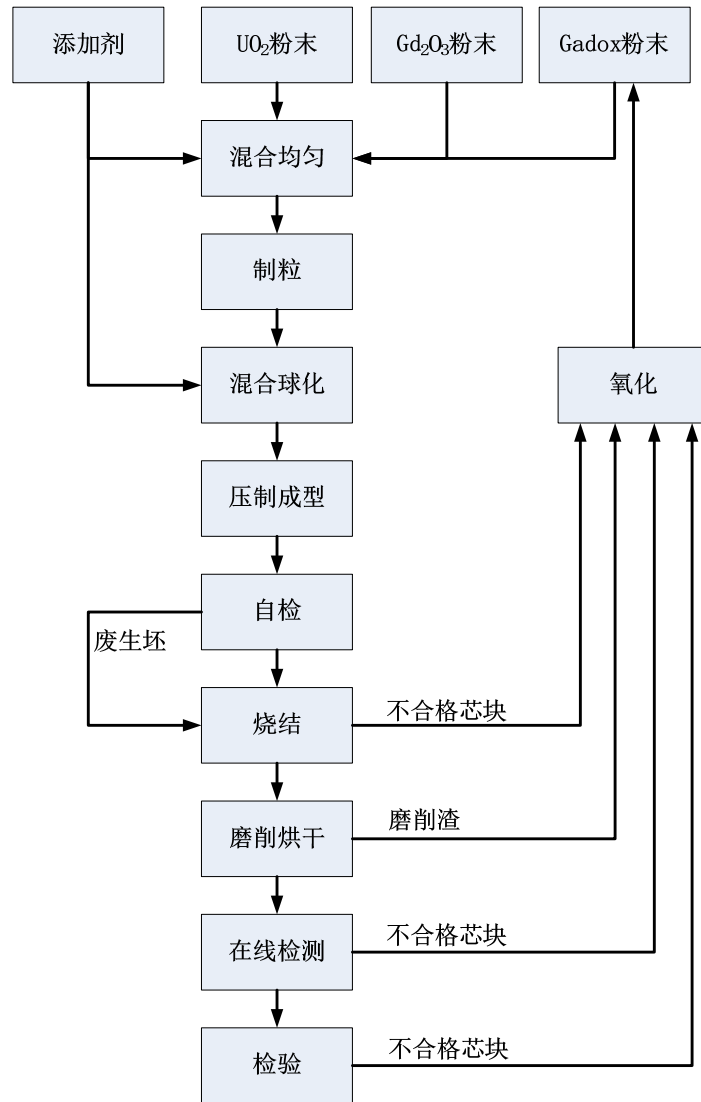 添加剂
UO₂粉末
Gd₂O₃粉末
Gadox粉末
混合均匀
制粒
混合球化
氧化
压制成型
自检
废生坯
烧结
不合格芯块
磨削烘干
磨削渣
在线检测
不合格芯块
检验
不合格芯块